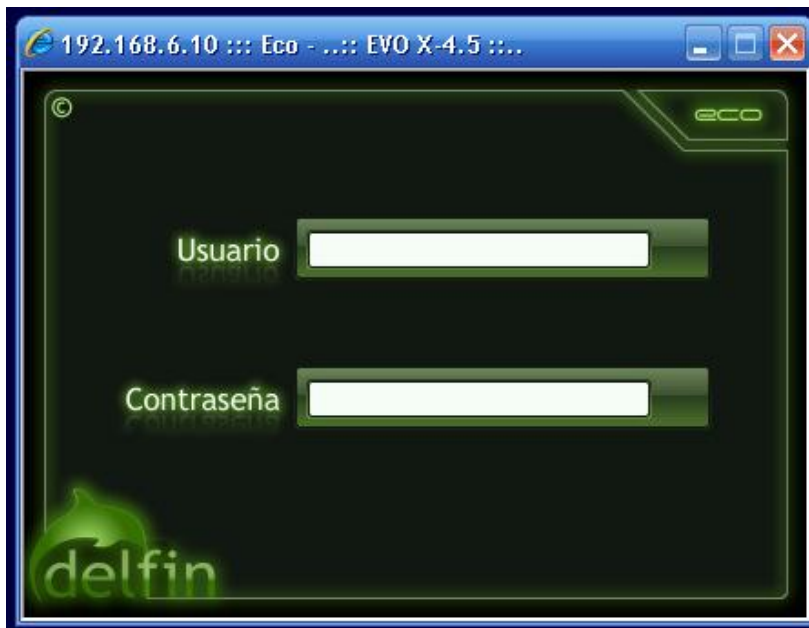 192.168.6.10 ::: Eco - ..:: EVO X-4.5 ::..
©
eco
Usuario
Contraseña
delfin